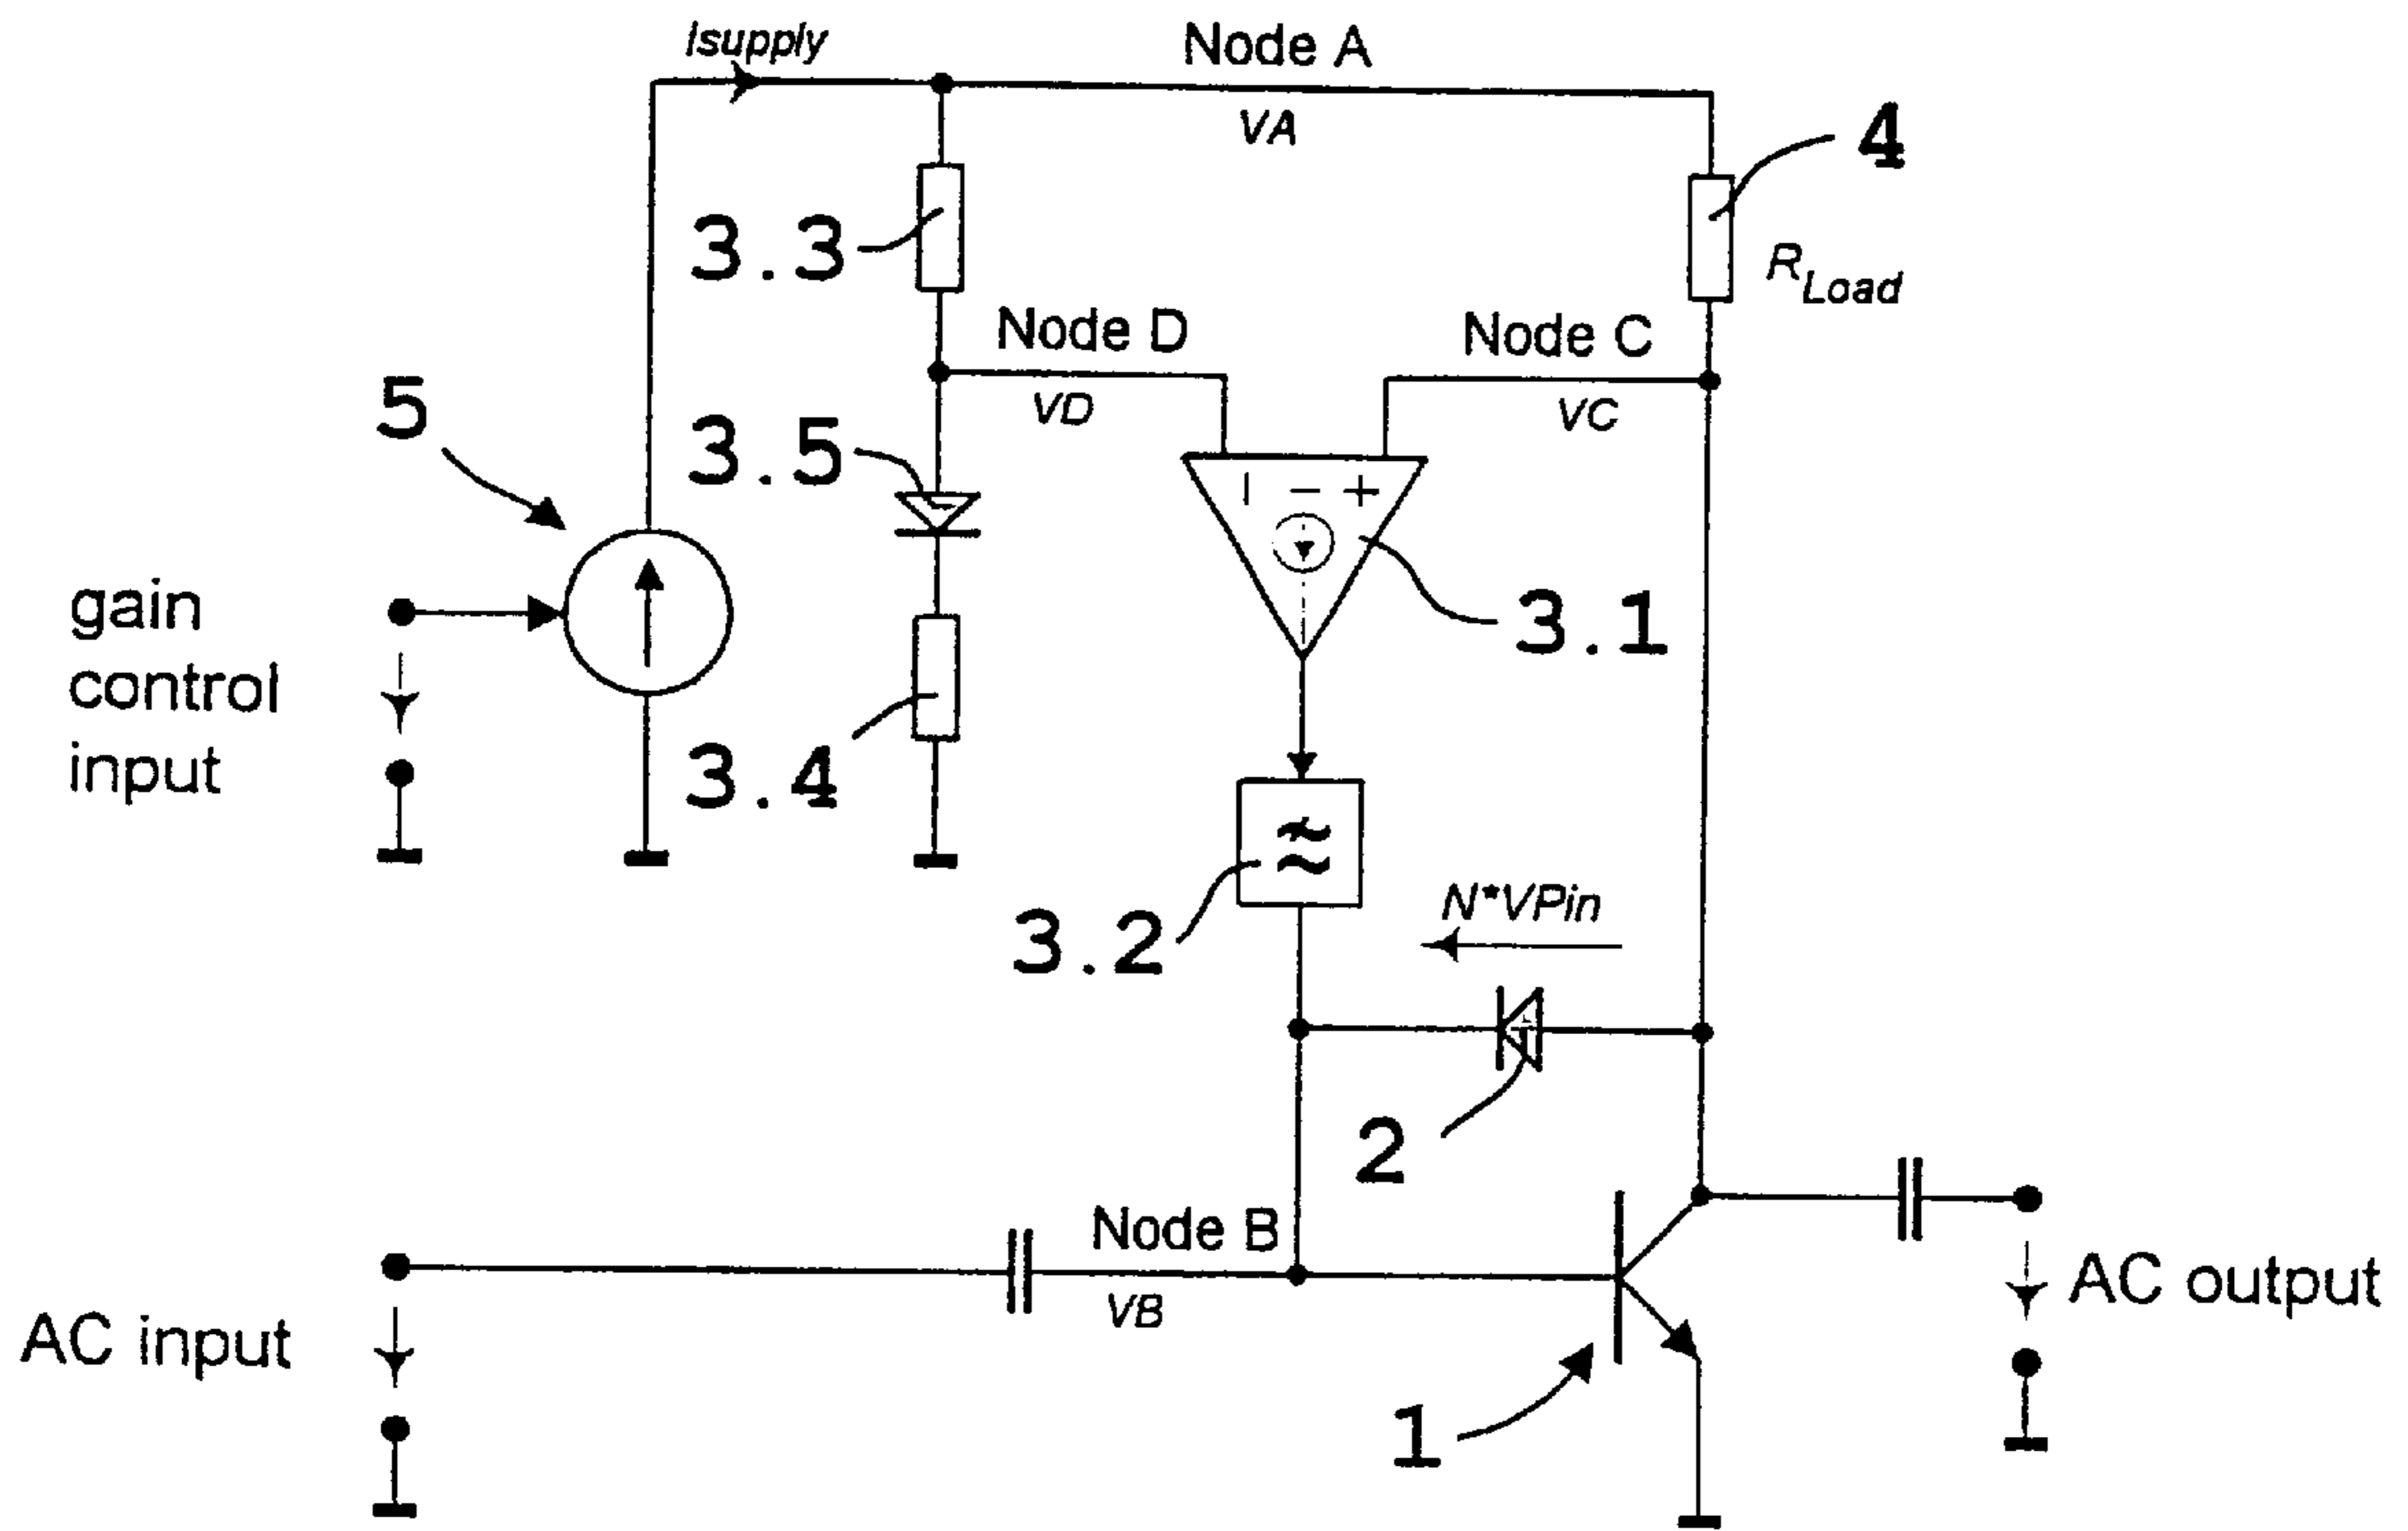 Isupply
Node A
VA
4
3.3
R Load
Node D
Node C
VD
VC
5
3.5
- +
gain
control
input
3.1
3.4
3.2
N*VPin
2
Node B
VB
AC input
AC output
1